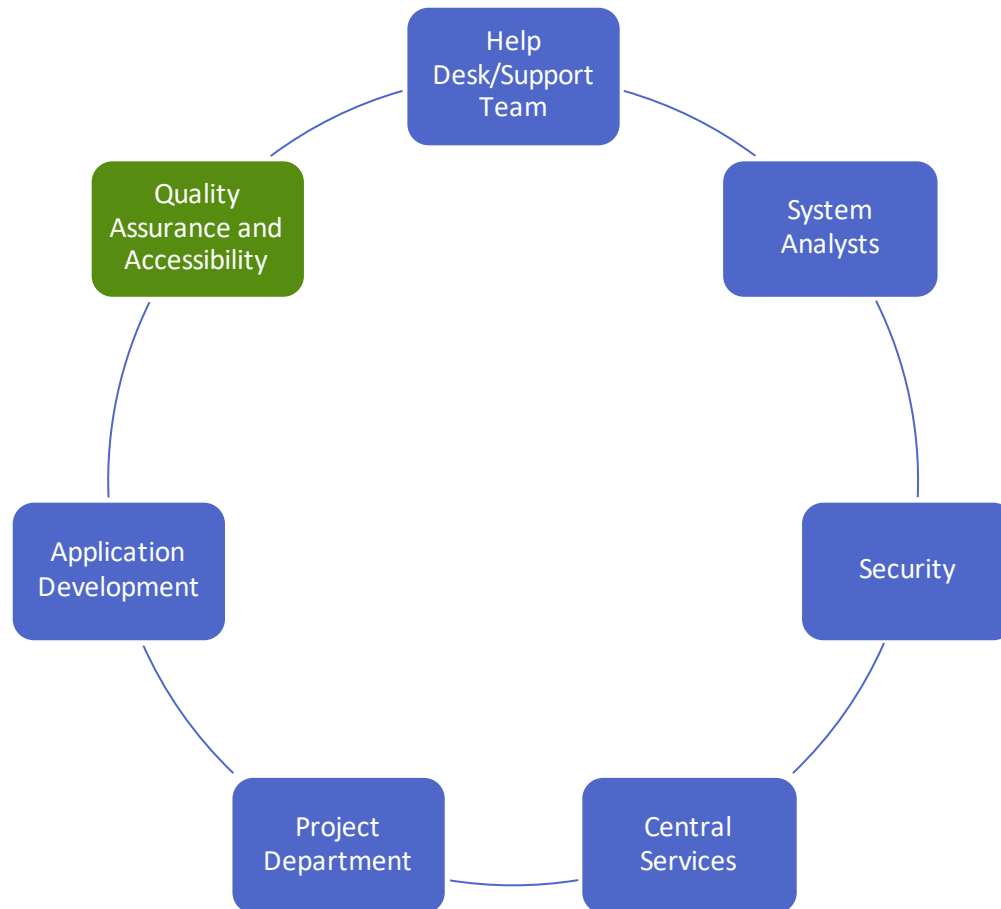 Help
Desk/Support
Team
System
Analysts
Security
Central
Services
Project
Department
Application
Development
Quality
Assurance and
Accessibility